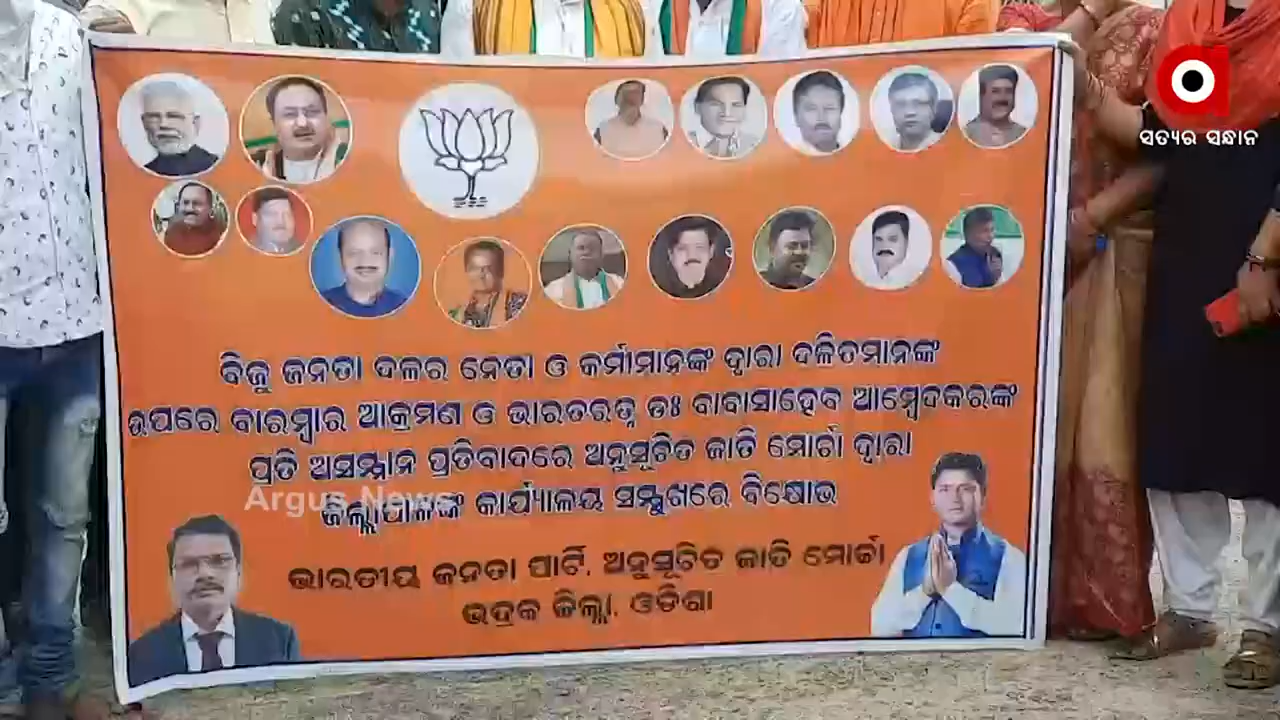 ସତ୍ୟର ସନ୍ଧାନ
ବିଜୁ ଜନତା ଦଳର ନେତା ଓ କର୍ମୀମାନଙ୍କ ଦ୍ଵାରା ଦଳିତମାନଙ୍କ
ଉପରେ ବାରମ୍ବାର ଆକ୍ରମଣ ଓ ଭାରତରତ୍ନ ଡଃ ବାବାସାହେବ ଆମ୍ବେଦକରଙ୍କ
ପ୍ରତି ଅସମ୍ମାନ ପ୍ରତିବାଦରେ ଅନୁସୂଚିତ ଜାତି ମୋର୍ଚା ଦ୍ଵାରା
ଜିଲ୍ଲାପାଳଙ୍କ କାର୍ଯ୍ୟାଳୟ ସମ୍ମୁଖରେ ବିକ୍ଷୋଭ
Argus News
ଭାରତୀୟ ଜନତା ପାର୍ଟି, ଅନୁସୂଚିତ ଜାତି ମୋର୍ଚ୍ଚା
ଭଦ୍ରକ ଜିଲ୍ଲା, ଓଡିଶା